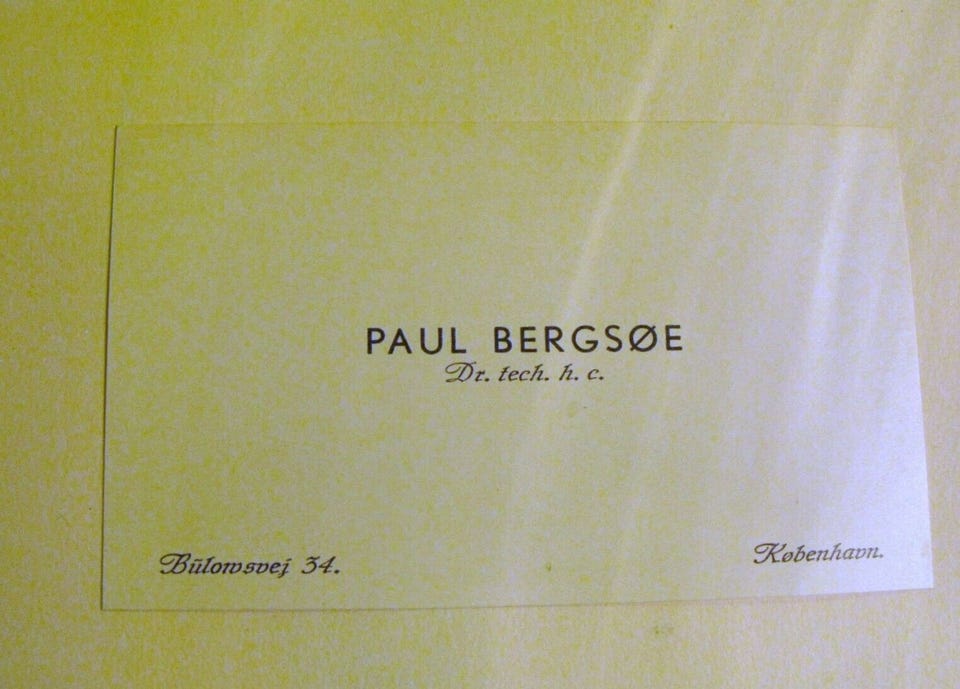 PAUL BERGSØE
Dr. tech. h. c.
Bülowsvej 34.
København.